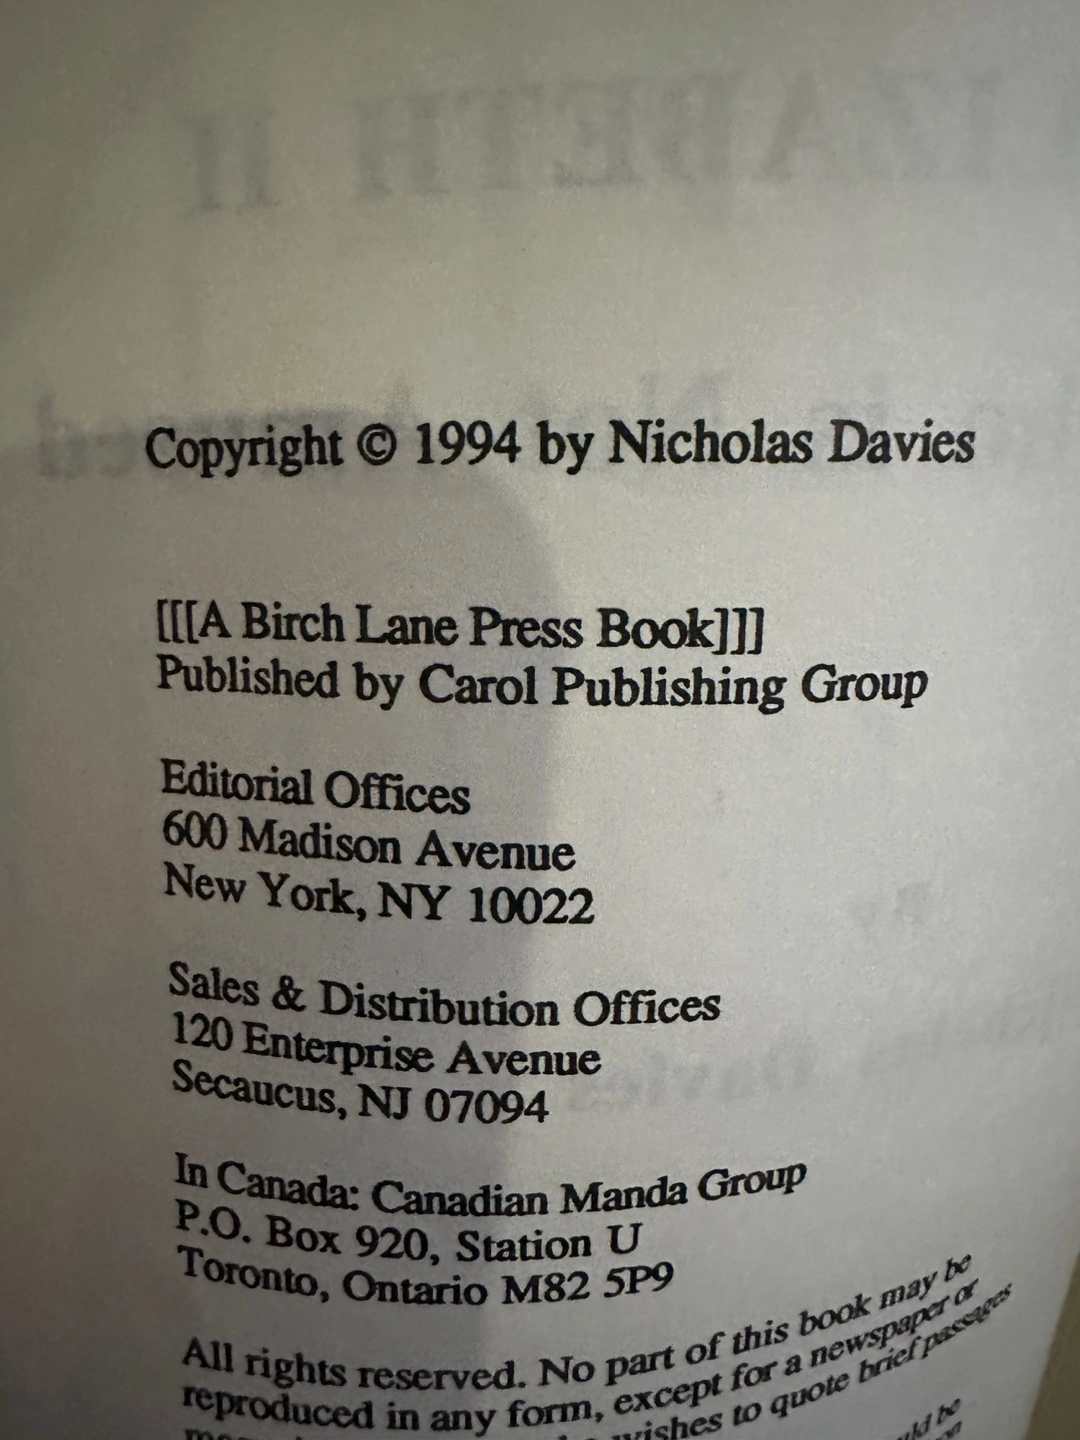 Copyright © 1994 by Nicholas Davies
[[[A Birch Lane Press Book]]]
Published by Carol Publishing Group
Editorial Offices
600 Madison Avenue
New York, NY 10022
Sales & Distribution Offices
120 Enterprise Avenue
Secaucus, NJ 07094
In Canada: Canadian Manda Group
P.O. Box 920, Station U
Toronto, Ontario M82 5P9
All rights reserved. No part of this book may be
reproduced in any form, except for a newspaper or
wishes to quote brief passages
be